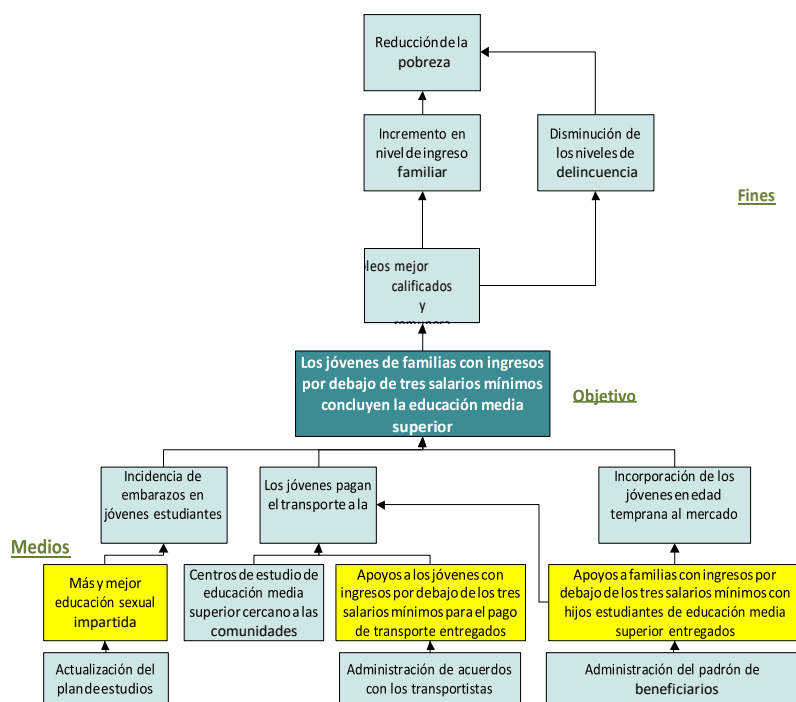 Reducción de la
pobreza
Incremento en
nivel de ingreso
familiar
Disminución de
los niveles de
delincuencia
Fines
leos mejor
calificados
y
Los jóvenes de familias con ingresos
por debajo de tres salarios mínimos
concluyen la educación media
superior
Objetivo
Incidencia de
embarazos en
jóvenes estudiantes
Los jóvenes pagan
el transporte a la
Incorporación de los
jóvenes en edad
temprana al mercado
Medios
Más y mejor
educación sexual
impartida
Centros de estudio de
educación media
superior cercano a las
comunidades
Apoyos a los jóvenes con
ingresos por debajo de los tres
salarios mínimos para el pago
de transporte entregados
Apoyos a familias con ingresos por
debajo de los tres salarios mínimos con
hijos estudiantes de educación media
superior entregados
Actualización del
plan de estudios
Administración de acuerdos
con los transportistas
Administración del padrón de
beneficiarios